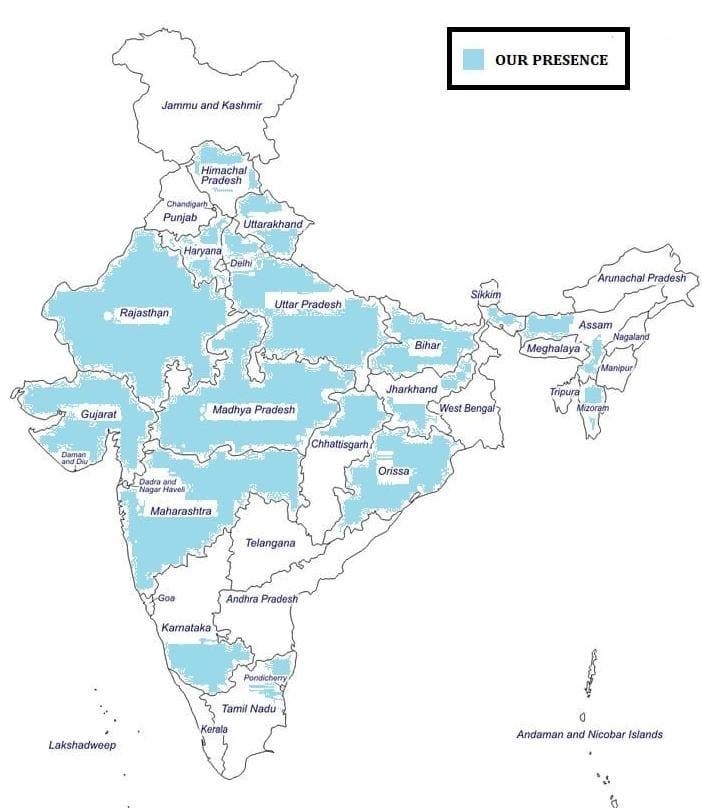 OUR PRESENCE
Jammu and Kashmir
Himachal
Pradesh
Chandigarh
Punjab
Uttarakhand
Haryana
Delhi
Arunachal Pradesh
Sikkim
Rajasthan
Uttar Pradesh
Assam
Nagaland
Bihar
Meghalaya
Manipur
Jharkhand
Tripura
Gujarat
Madhya Pradesh
West Bengal
Mizoram
Chhattisgarh
Daman
and Diu
Orissa
Dadra and
Nagar Haveli
Maharashtra
Telangana
Goa
Andhra Pradesh
Karnataka
Pondicherry
Tamil Nadu
Kerala
Lakshadweep
Andaman and Nicobar Islands